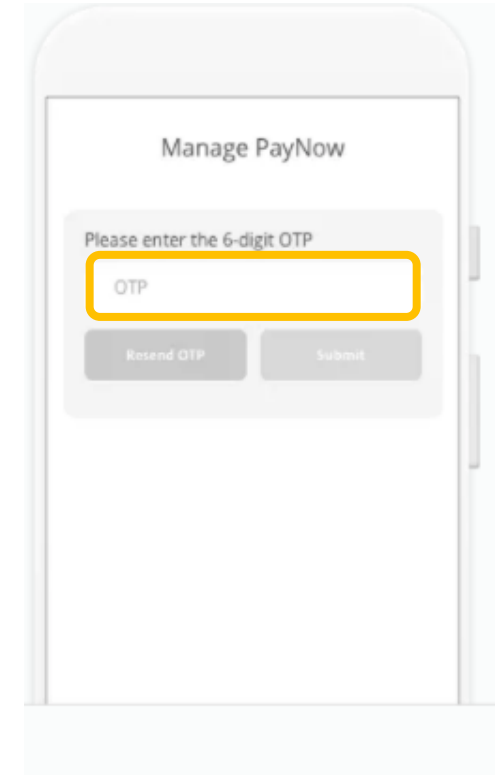 Manage PayNow
Please enter the 6-digit OTP
OTP
Resend OTP Submit